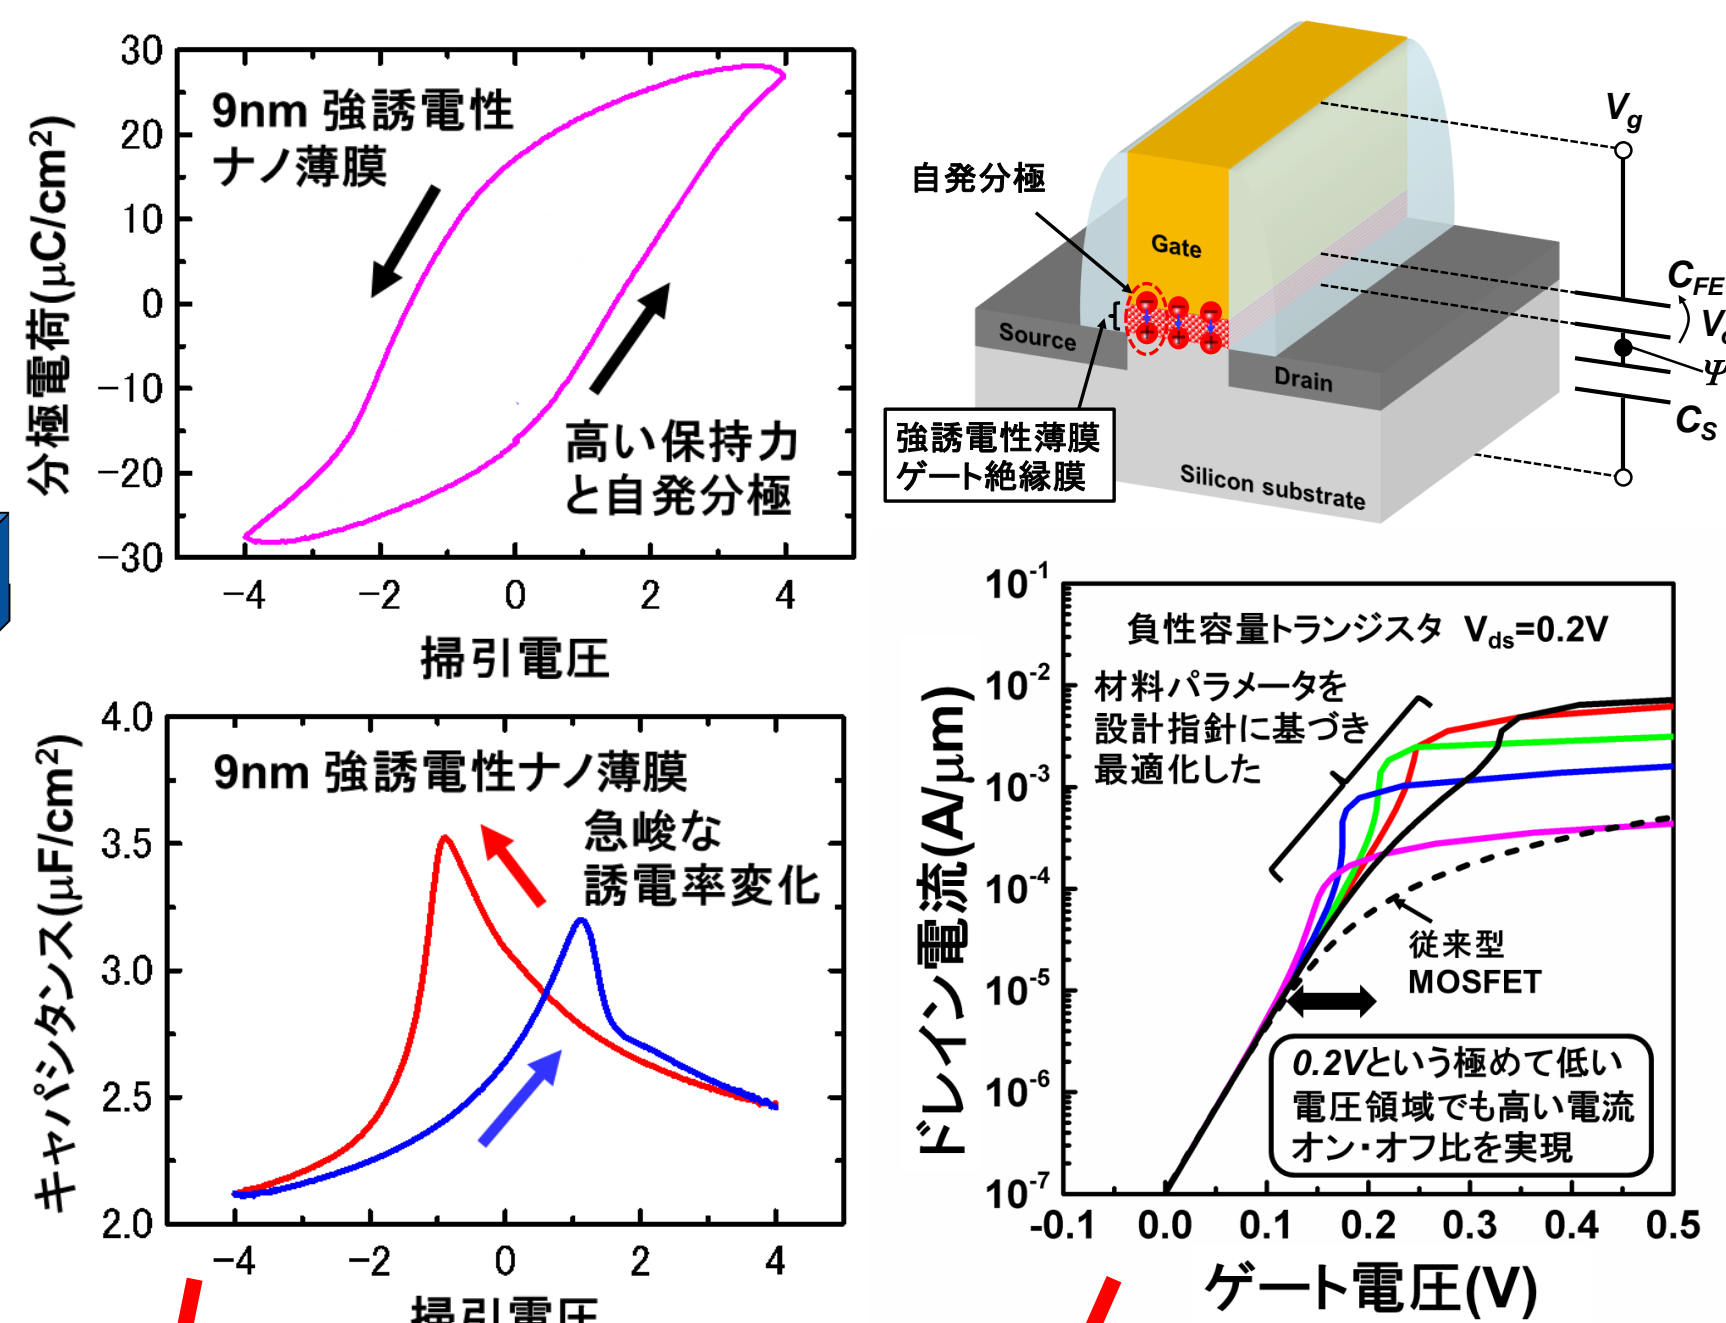 30
20
10
0
−10
−20
−30
分極電荷(μC/cm²)
9nm 強誘電性
ナノ薄膜
高い保持力
と自発分極
−4 −2 0 2 4
掃引電圧
自発分極
Gate
Source
Drain
強誘電性薄膜
ゲート絶縁膜
Silicon substrate
Vg
CFE
Ψ
CS
4.0
3.5
3.0
2.5
2.0
キャパシタンス(μF/cm²)
9nm 強誘電性ナノ薄膜
急峻な
誘電率変化
−4 −2 0 2 4
掃引電圧
10⁻¹
10⁻²
10⁻³
10⁻⁴
10⁻⁵
10⁻⁶
10⁻⁷
ドレイン電流(A/μm)
負性容量トランジスタ Vds=0.2V
材料パラメータを
設計指針に基づき
最適化した
従来型
MOSFET
0.2Vという極めて低い
電圧領域でも高い電流
オン・オフ比を実現
-0.1 0.0 0.1 0.2 0.3 0.4 0.5
ゲート電圧(V)